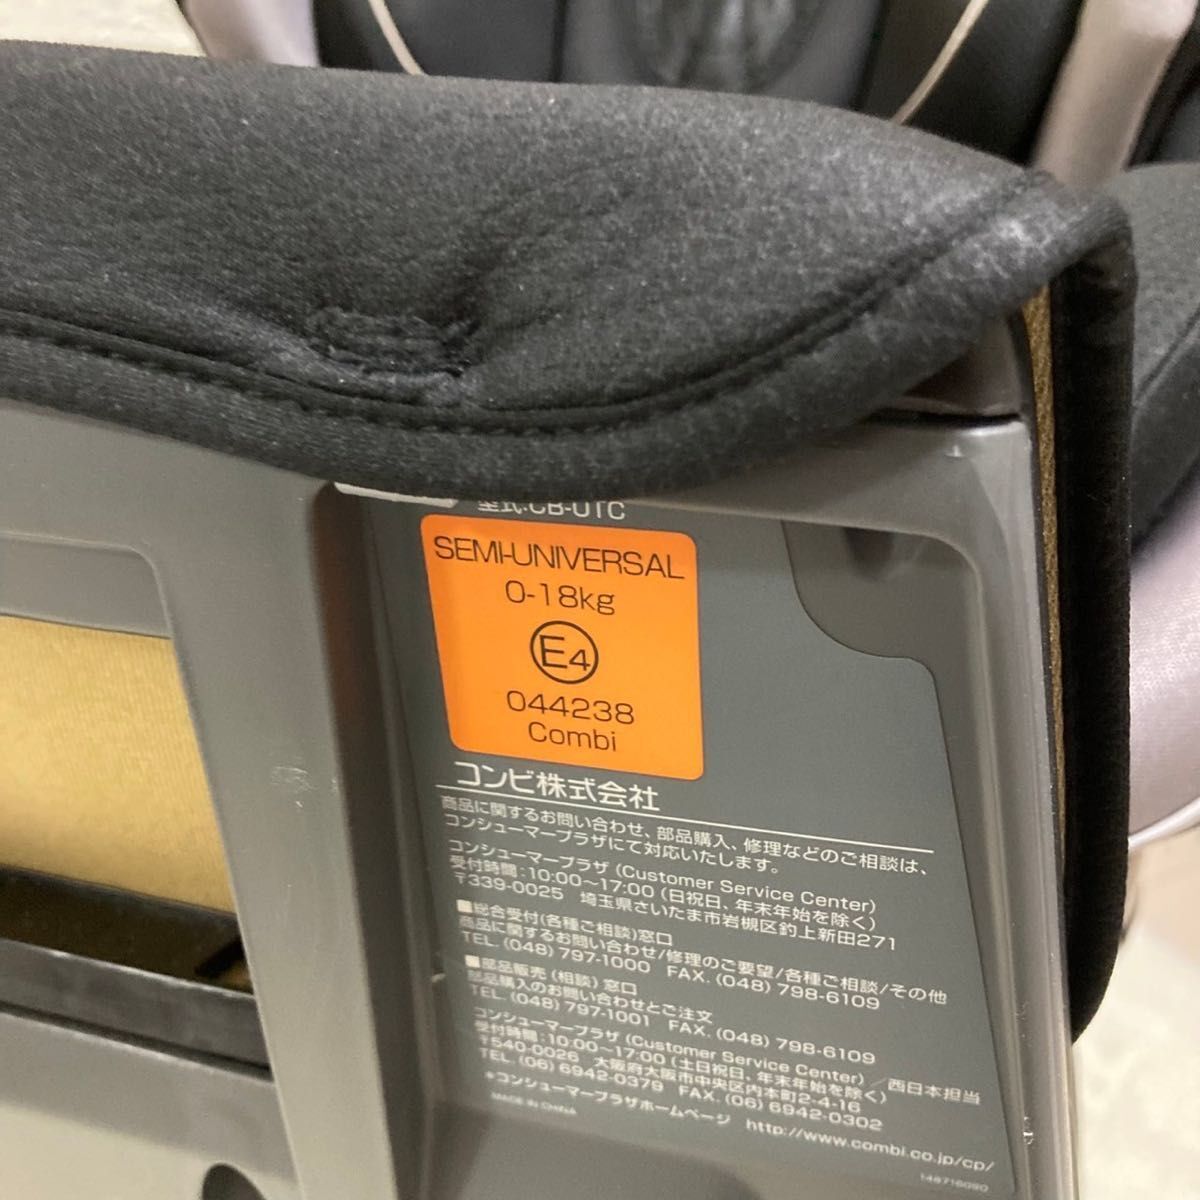 型式:CB-UTC
SEMI-UNIVERSAL
0-18kg
E4
044238
Combi
コンビ株式会社
商品に関するお問い合わせ、部品購入、修理などのご相談は、
コンシューマープラザにて対応いたします。
コンシューマープラザ (Customer Service Center)
受付時間:10:00～17:00 (日祝日、年末年始を除く)
〒339-0025 埼玉県さいたま市岩槻区釣上新田271
■総合受付(各種ご相談)窓口
商品に関するお問い合わせ/修理のご要望/各種ご相談/その他
TEL. (048) 797-1000 FAX. (048) 798-6109
■部品販売 (相談) 窓口
部品購入のお問い合わせとご注文
TEL. (048) 797-1001 FAX. (048) 798-6109
コンシューマープラザ (Customer Service Center) / 西日本担当
受付時間:10:00～17:00 (土日祝日、年末年始を除く)
〒540-0026 大阪府大阪市中央区内本町2-4-16
TEL. (06) 6942-0379 FAX. (06) 6942-0302
*コンシューマープラザホームページ http://www.combi.co.jp/cp/
MADE IN CHINA
148716090